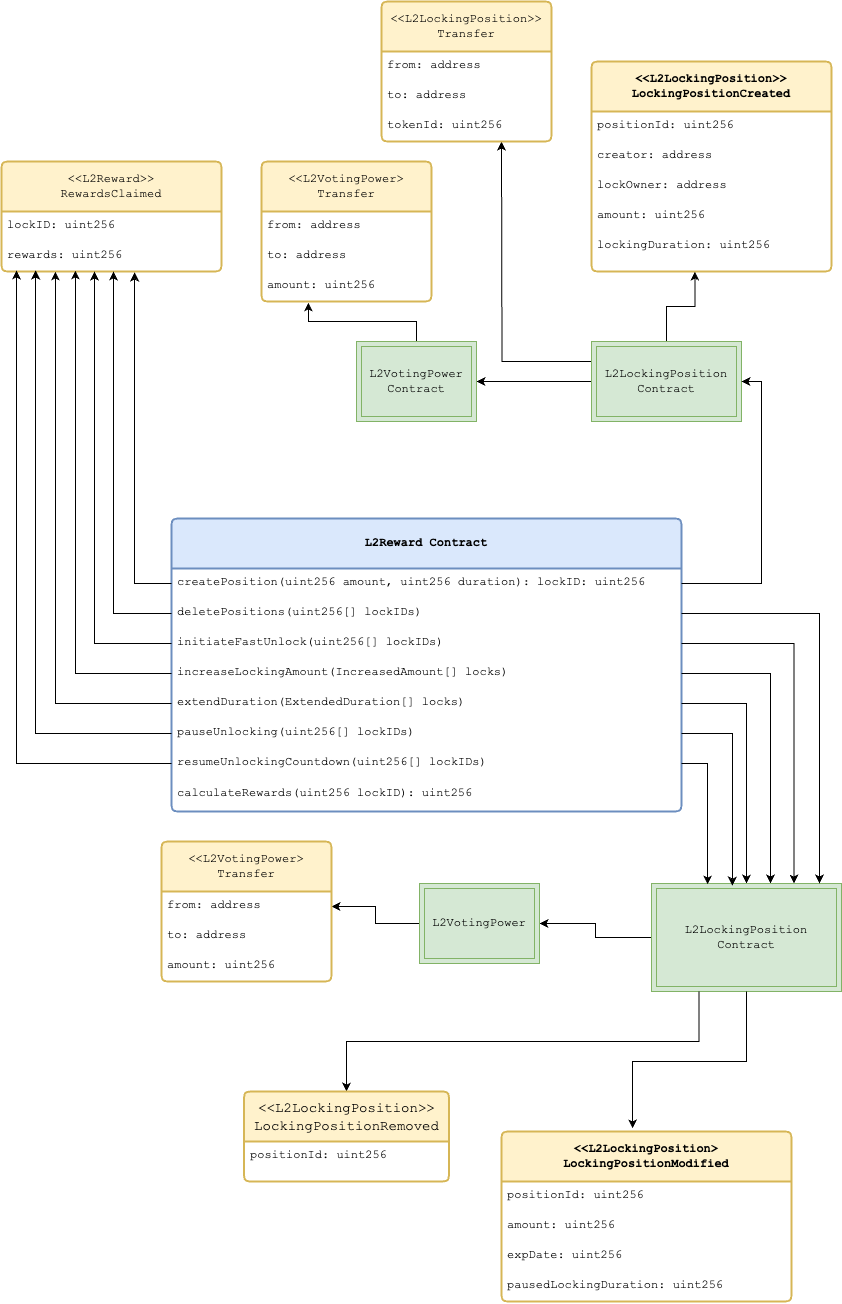 <<L2LockingPosition>>
Transfer
from: address
to: address
tokenId: uint256
<<L2LockingPosition>>
LockingPositionCreated
positionId: uint256
creator: address
lockOwner: address
amount: uint256
lockingDuration: uint256
<<L2Reward>>
RewardsClaimed
lockID: uint256
rewards: uint256
<<L2VotingPower>
Transfer
from: address
to: address
amount: uint256
L2VotingPower
Contract
L2LockingPosition
Contract
L2Reward Contract
createPosition(uint256 amount, uint256 duration): lockID: uint256
deletePositions(uint256[] lockIDs)
initiateFastUnlock(uint256[] lockIDs)
increaseLockingAmount(IncreasedAmount[] locks)
extendDuration(ExtendedDuration[] locks)
pauseUnlocking(uint256[] lockIDs)
resumeUnlockingCountdown(uint256[] lockIDs)
calculateRewards(uint256 lockID): uint256
<<L2VotingPower>
Transfer
from: address
to: address
amount: uint256
L2VotingPower
L2LockingPosition
Contract
<<L2LockingPosition>>
LockingPositionRemoved
positionId: uint256
<<L2LockingPosition>
LockingPositionModified
positionId: uint256
amount: uint256
expDate: uint256
pausedLockingDuration: uint256